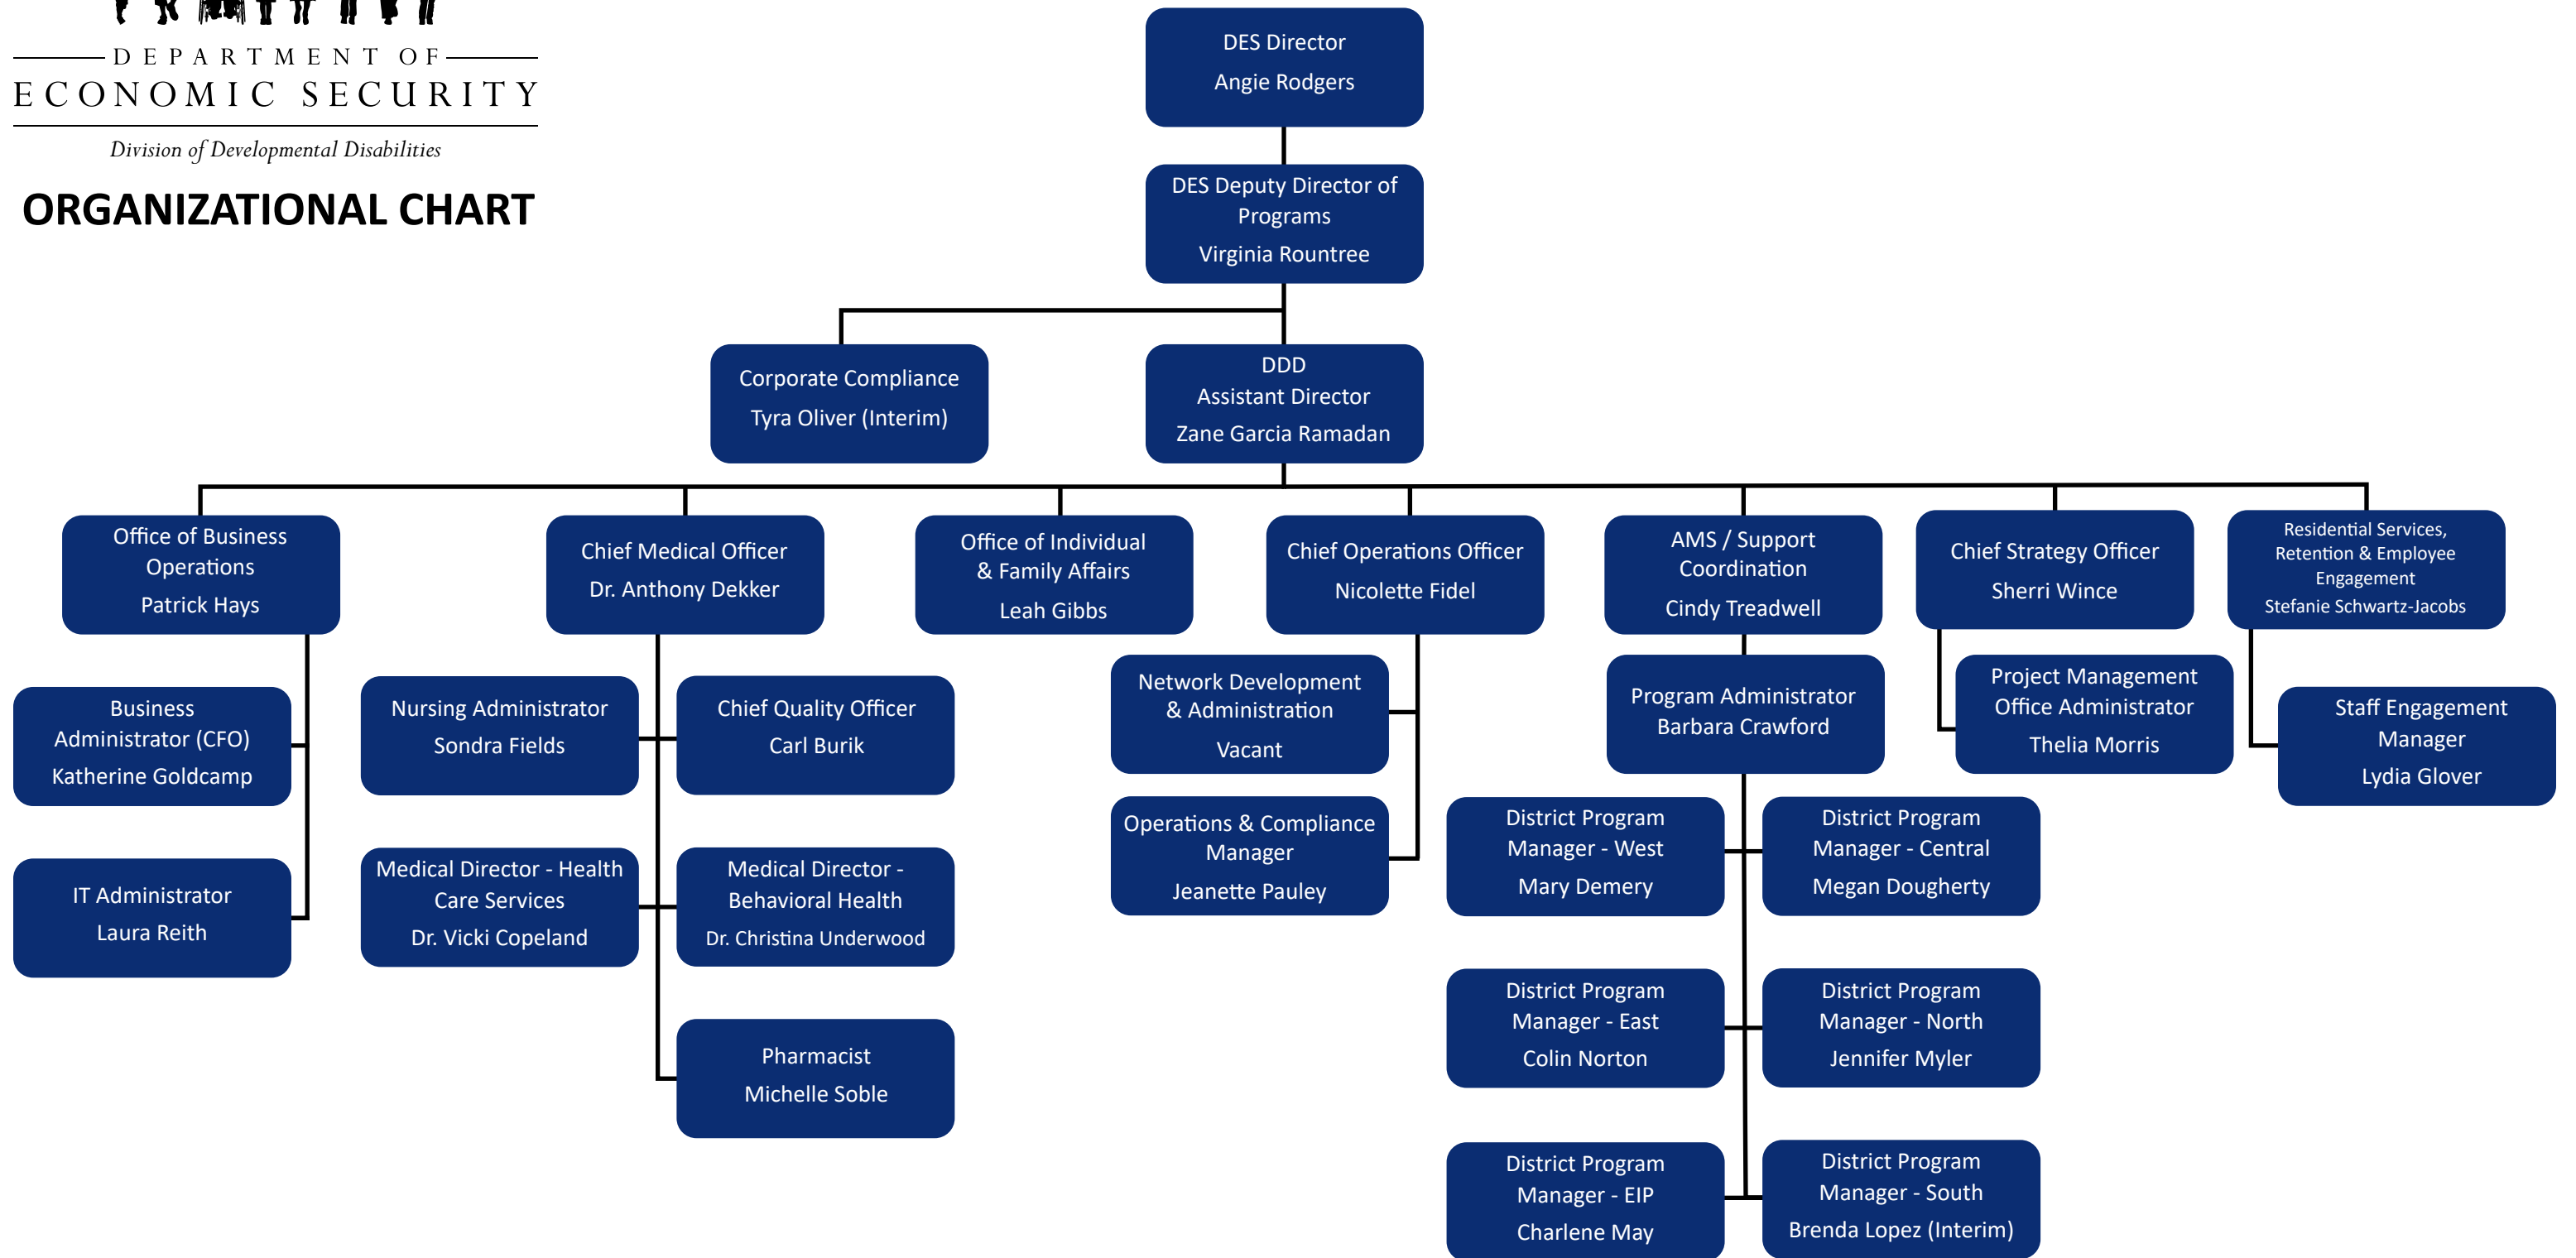 DEPARTMENT OF
ECONOMIC SECURITY
Division of Developmental Disabilities
ORGANIZATIONAL CHART
DES Director
Angie Rodgers
DES Deputy Director of
Programs
Virginia Rountree
Corporate Compliance
Tyra Oliver (Interim)
DDD
Assistant Director
Zane Garcia Ramadan
Office of Business
Operations
Patrick Hays
Chief Medical Officer
Dr. Anthony Dekker
Office of Individual
& Family Affairs
Leah Gibbs
Chief Operations Officer
Nicolette Fidel
AMS / Support
Coordination
Cindy Treadwell
Chief Strategy Officer
Sherri Wince
Residential Services,
Retention & Employee
Engagement
Stefanie Schwartz-Jacobs
Business
Administrator (CFO)
Katherine Goldcamp
IT Administrator
Laura Reith
Nursing Administrator
Sondra Fields
Chief Quality Officer
Carl Burik
Medical Director - Health
Care Services
Dr. Vicki Copeland
Medical Director -
Behavioral Health
Dr. Christina Underwood
Pharmacist
Michelle Soble
Network Development
& Administration
Vacant
Operations & Compliance
Manager
Jeanette Pauley
Program Administrator
Barbara Crawford
District Program
Manager - West
Mary Demery
District Program
Manager - Central
Megan Dougherty
District Program
Manager - East
Colin Norton
District Program
Manager - North
Jennifer Myler
District Program
Manager - EIP
Charlene May
District Program
Manager - South
Brenda Lopez (Interim)
Project Management
Office Administrator
Thelia Morris
Staff Engagement
Manager
Lydia Glover